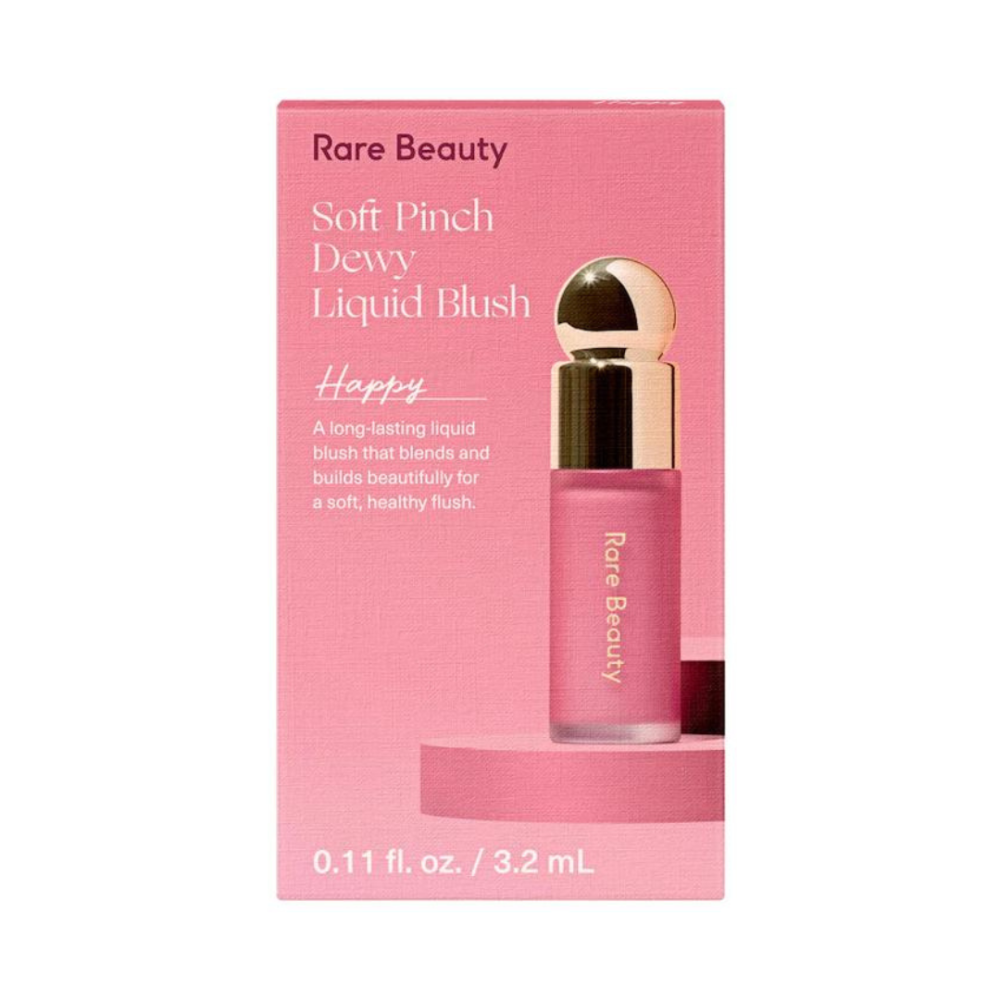 Happy
Rare Beauty
Soft Pinch
Dewy
Liquid Blush
Happy
A long-lasting liquid
blush that blends and
builds beautifully for
a soft, healthy flush.
Rare Beauty
0.11 fl. oz. / 3.2 mL